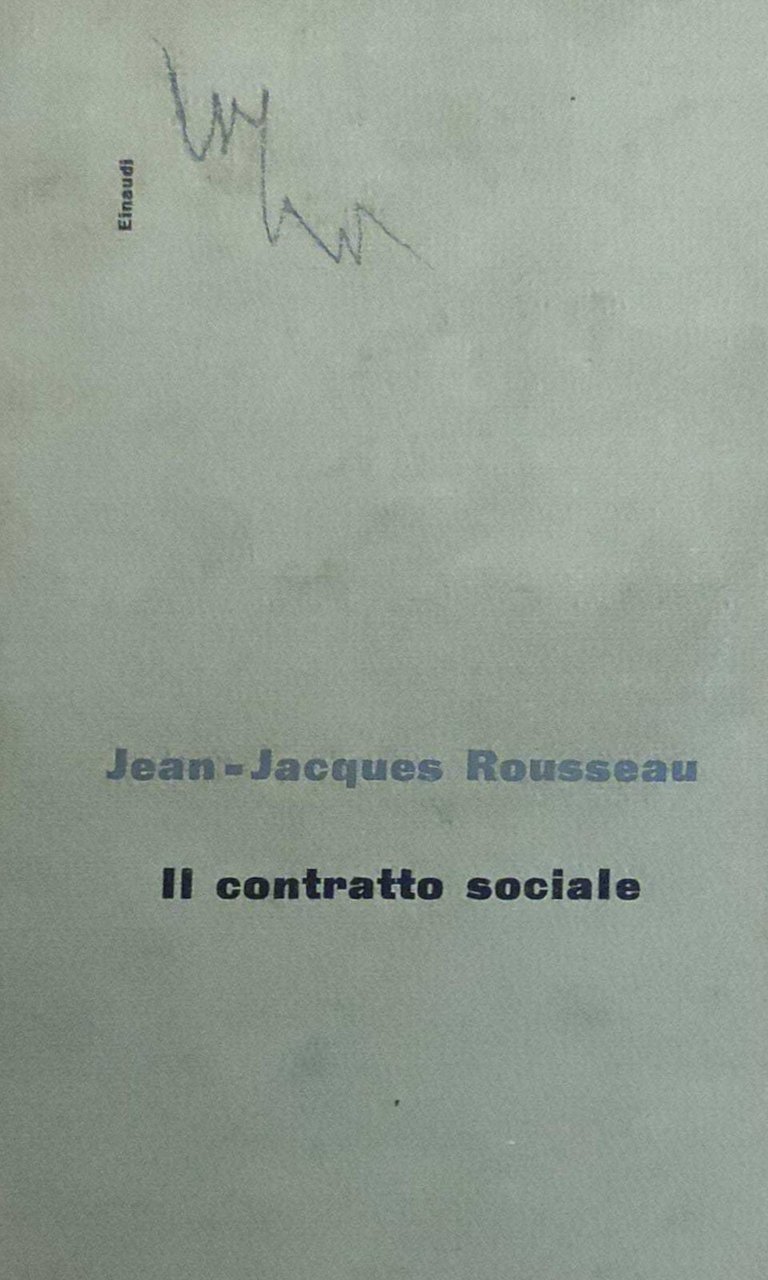 Einaudi
Jean-Jacques Rousseau
Il contratto sociale